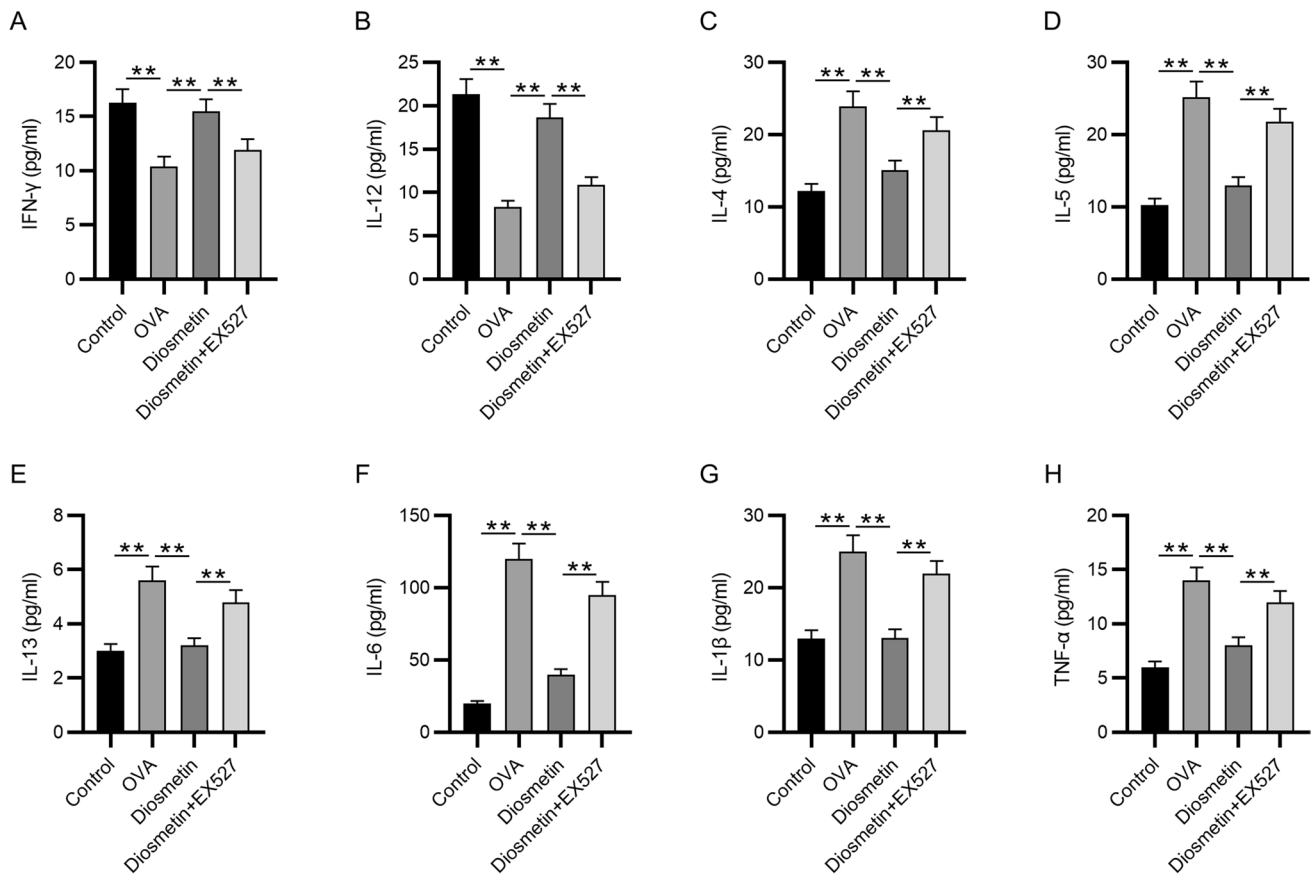 A
IFN-γ (pg/ml)
20
15
10
5
0
** ** **
Control
OVA
Diosmetin
Diosmetin+EX527
B
IL-12 (pg/ml)
25
20
15
10
5
0
** ** **
Control
OVA
Diosmetin
Diosmetin+EX527
C
IL-4 (pg/ml)
30
20
10
0
** ** **
Control
OVA
Diosmetin
Diosmetin+EX527
D
IL-5 (pg/ml)
30
20
10
0
** ** **
Control
OVA
Diosmetin
Diosmetin+EX527
E
IL-13 (pg/ml)
8
6
4
2
0
** ** **
Control
OVA
Diosmetin
Diosmetin+EX527
F
IL-6 (pg/ml)
150
100
50
0
** ** **
Control
OVA
Diosmetin
Diosmetin+EX527
G
IL-1β (pg/ml)
30
20
10
0
** ** **
Control
OVA
Diosmetin
Diosmetin+EX527
H
TNF-α (pg/ml)
20
15
10
5
0
** ** **
Control
OVA
Diosmetin
Diosmetin+EX527